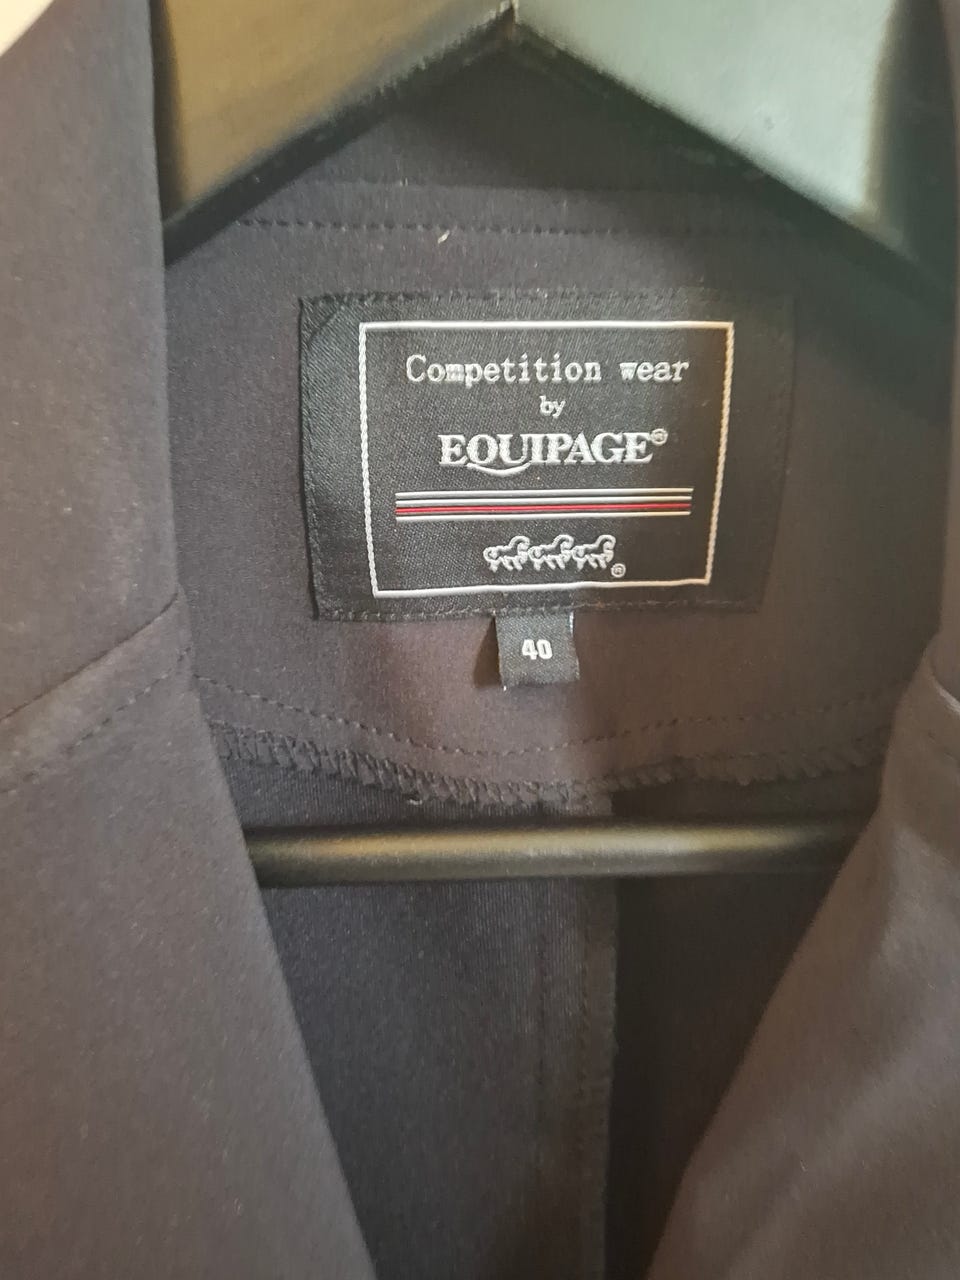 Competition wear
by
EQUIPAGE®
®
40